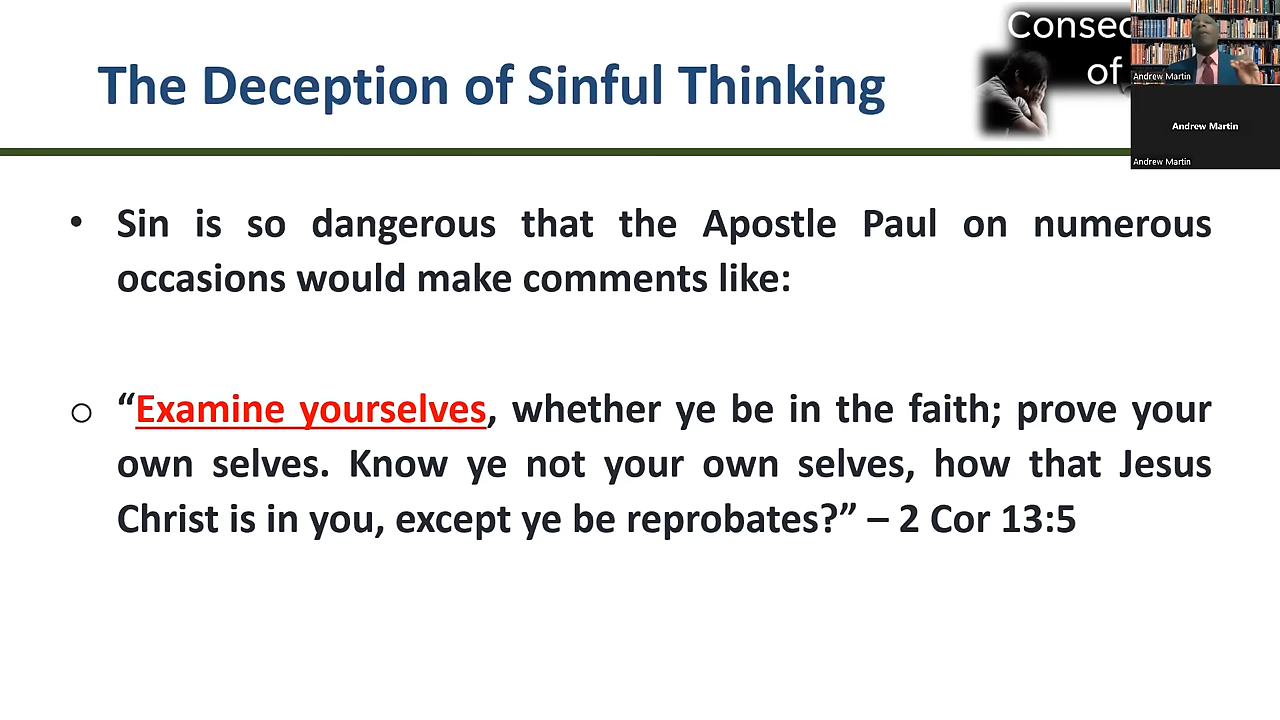 The Deception of Sinful Thinking
of
Andrew Martin
Andrew Martin
Andrew Martin
• Sin is so dangerous that the Apostle Paul on numerous
occasions would make comments like:
o “Examine yourselves, whether ye be in the faith; prove your
own selves. Know ye not your own selves, how that Jesus
Christ is in you, except ye be reprobates?” – 2 Cor 13:5